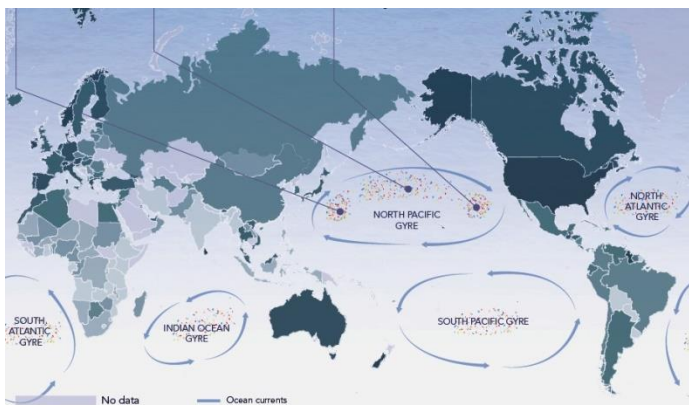 NORTH PACIFIC
GYRE
NORTH
ATLANTIC
GYRE
SOUTH
ATLANTIC
GYRE
INDIAN OCEAN
GYRE
SOUTH PACIFIC GYRE
No data
Ocean currents